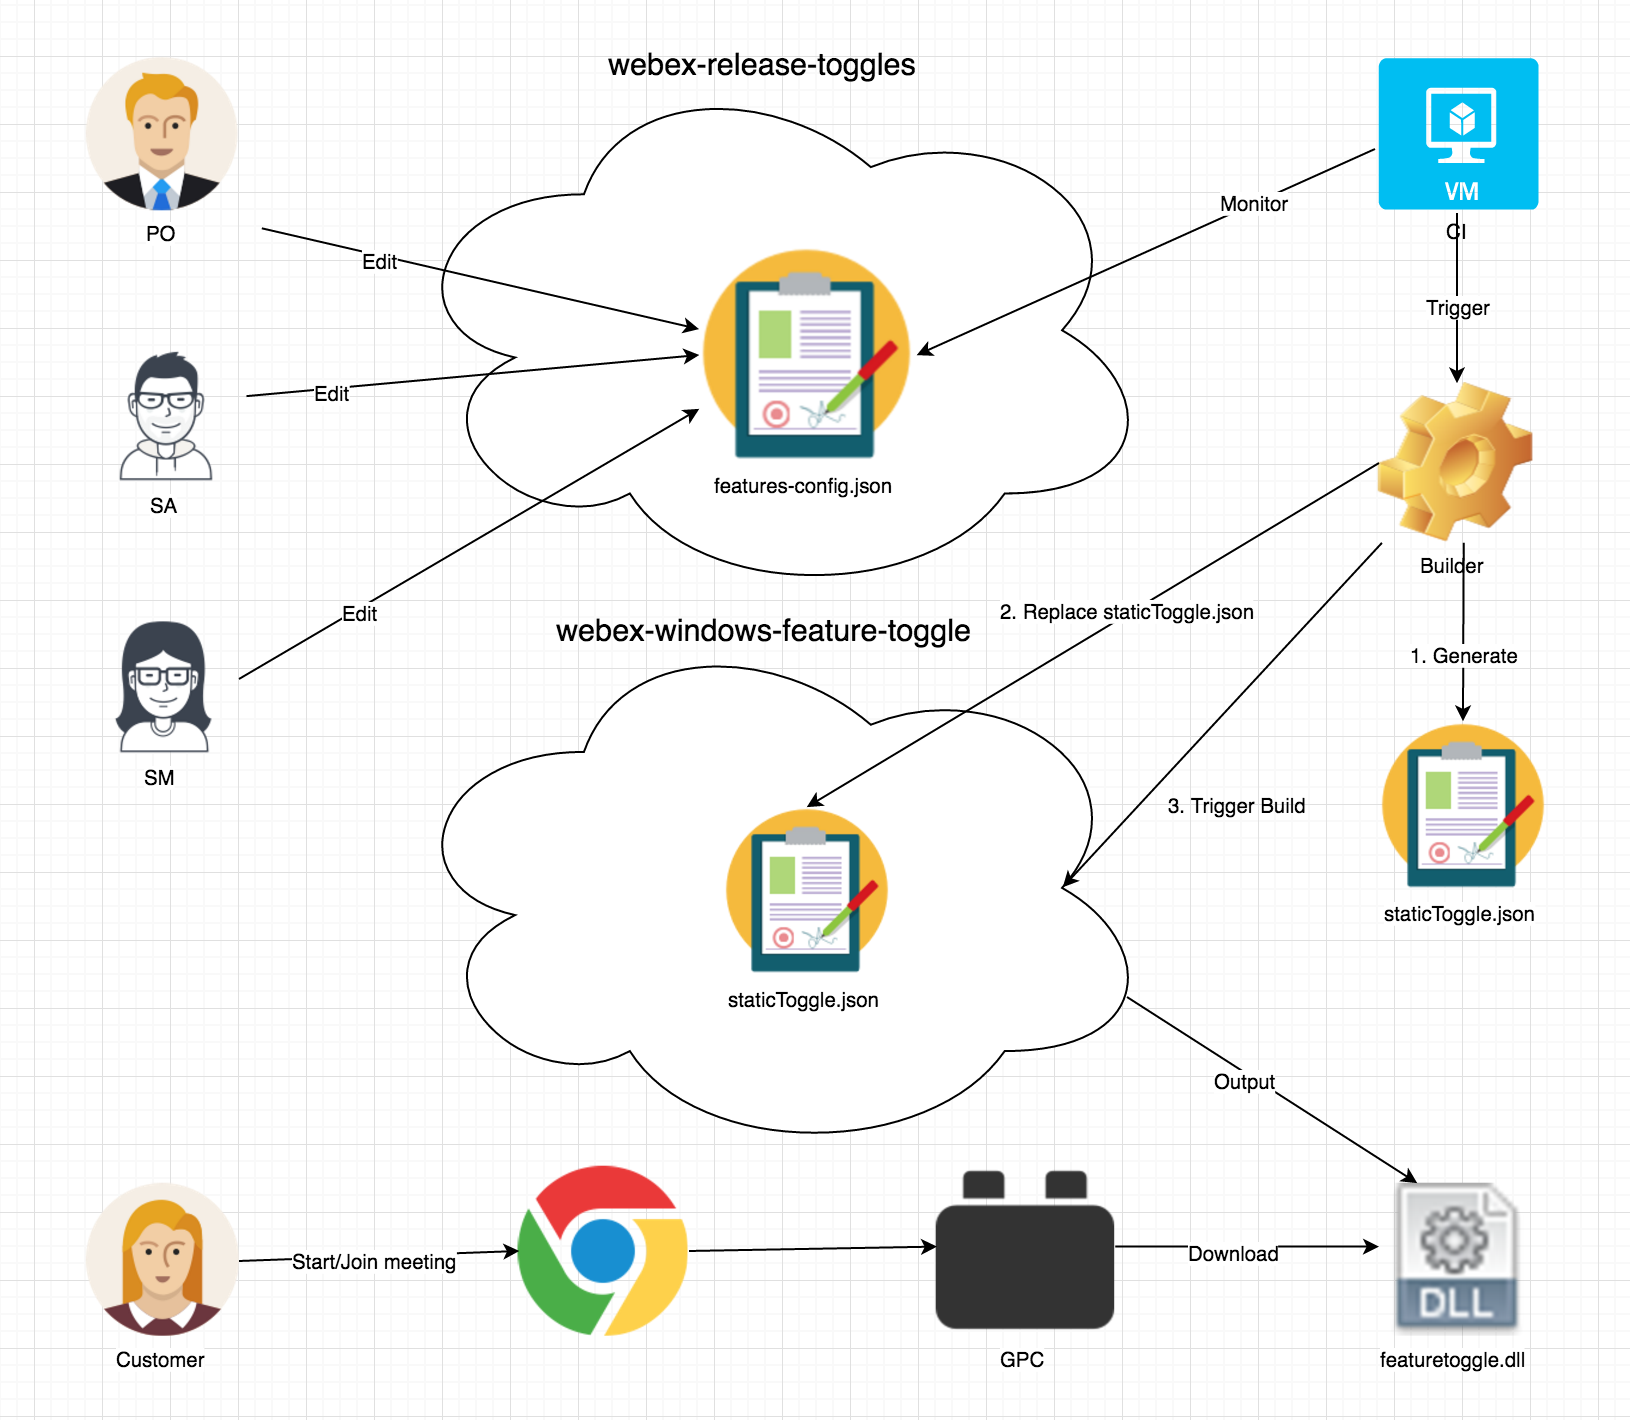 webex-release-toggles
VM
CI
PO
Monitor
Edit
Trigger
Edit
features-config.json
SA
Builder
Edit
2. Replace staticToggle.json
webex-windows-feature-toggle
1. Generate
SM
3. Trigger Build
staticToggle.json
staticToggle.json
Output
Start/Join meeting
Download
DLL
Customer
GPC
featuretoggle.dll